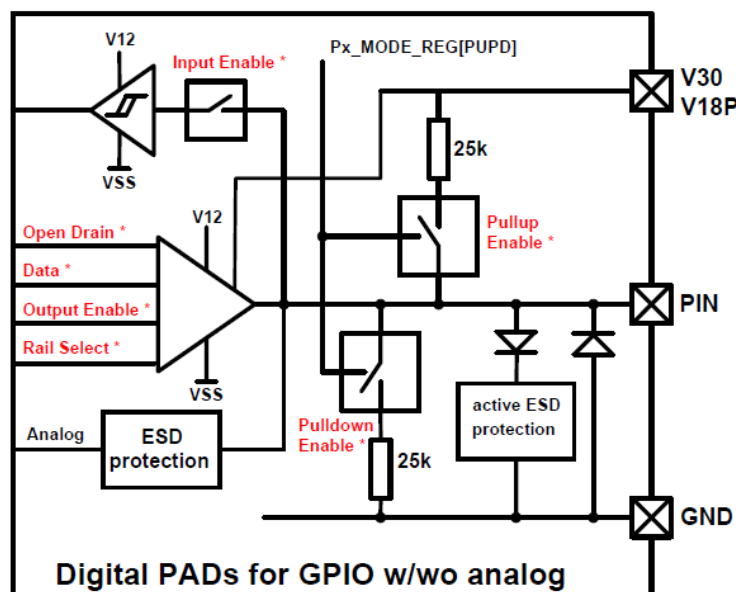 V12
Input Enable *
Px_MODE_REG[PUPD]
V30
V18P
25k
VSS
Pullup
Enable *
Open Drain *
V12
Data *
Output Enable *
PIN
Rail Select *
VSS
Analog
ESD
protection
Pulldown
Enable *
25k
active ESD
protection
GND
Digital PADs for GPIO w/wo analog